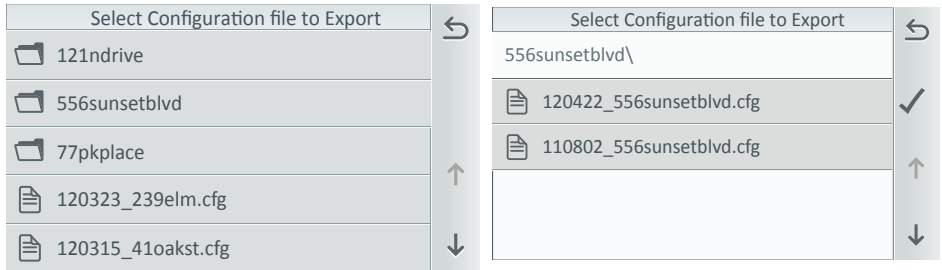 Select Configuration file to Export
121ndrive
556sunsetblvd
77pkplace
120323_239elm.cfg
120315_41oakst.cfg
Select Configuration file to Export
556sunsetblvd\
120422_556sunsetblvd.cfg
110802_556sunsetblvd.cfg